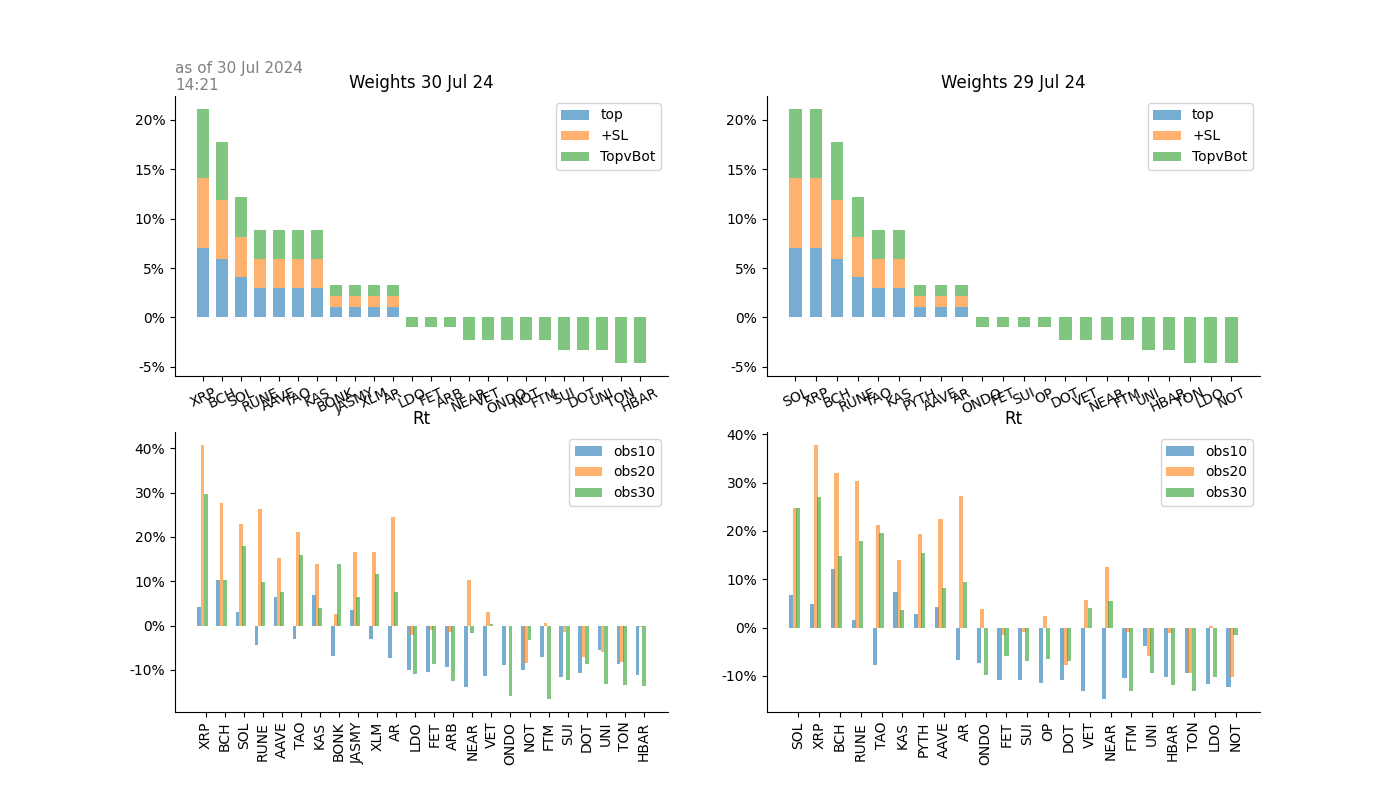 as of 30 Jul 2024
14:21
Weights 30 Jul 24
20%
15%
10%
5%
0%
-5%
top
+SL
TopvBot
XRP BCH SOL RUNE AAVE TAO KAS BONK JASMY XLM AR LDO FET ARB NEAR VET ONDO NOT FTM SUI DOT UNI TON HBAR
Weights 29 Jul 24
20%
15%
10%
5%
0%
-5%
top
+SL
TopvBot
SOL XRP BCH RUNE TAO KAS PYTH AAVE AR ONDO FET SUI OP DOT VET NEAR FTM UNI HBAR TON LDO NOT
Rt
40%
30%
20%
10%
0%
-10%
obs10
obs20
obs30
XRP BCH SOL RUNE AAVE TAO KAS BONK JASMY XLM AR LDO FET ARB NEAR VET ONDO NOT FTM SUI DOT UNI TON HBAR
Rt
40%
30%
20%
10%
0%
-10%
obs10
obs20
obs30
SOL XRP BCH RUNE TAO KAS PYTH AAVE AR ONDO FET SUI OP DOT VET NEAR FTM UNI HBAR TON LDO NOT